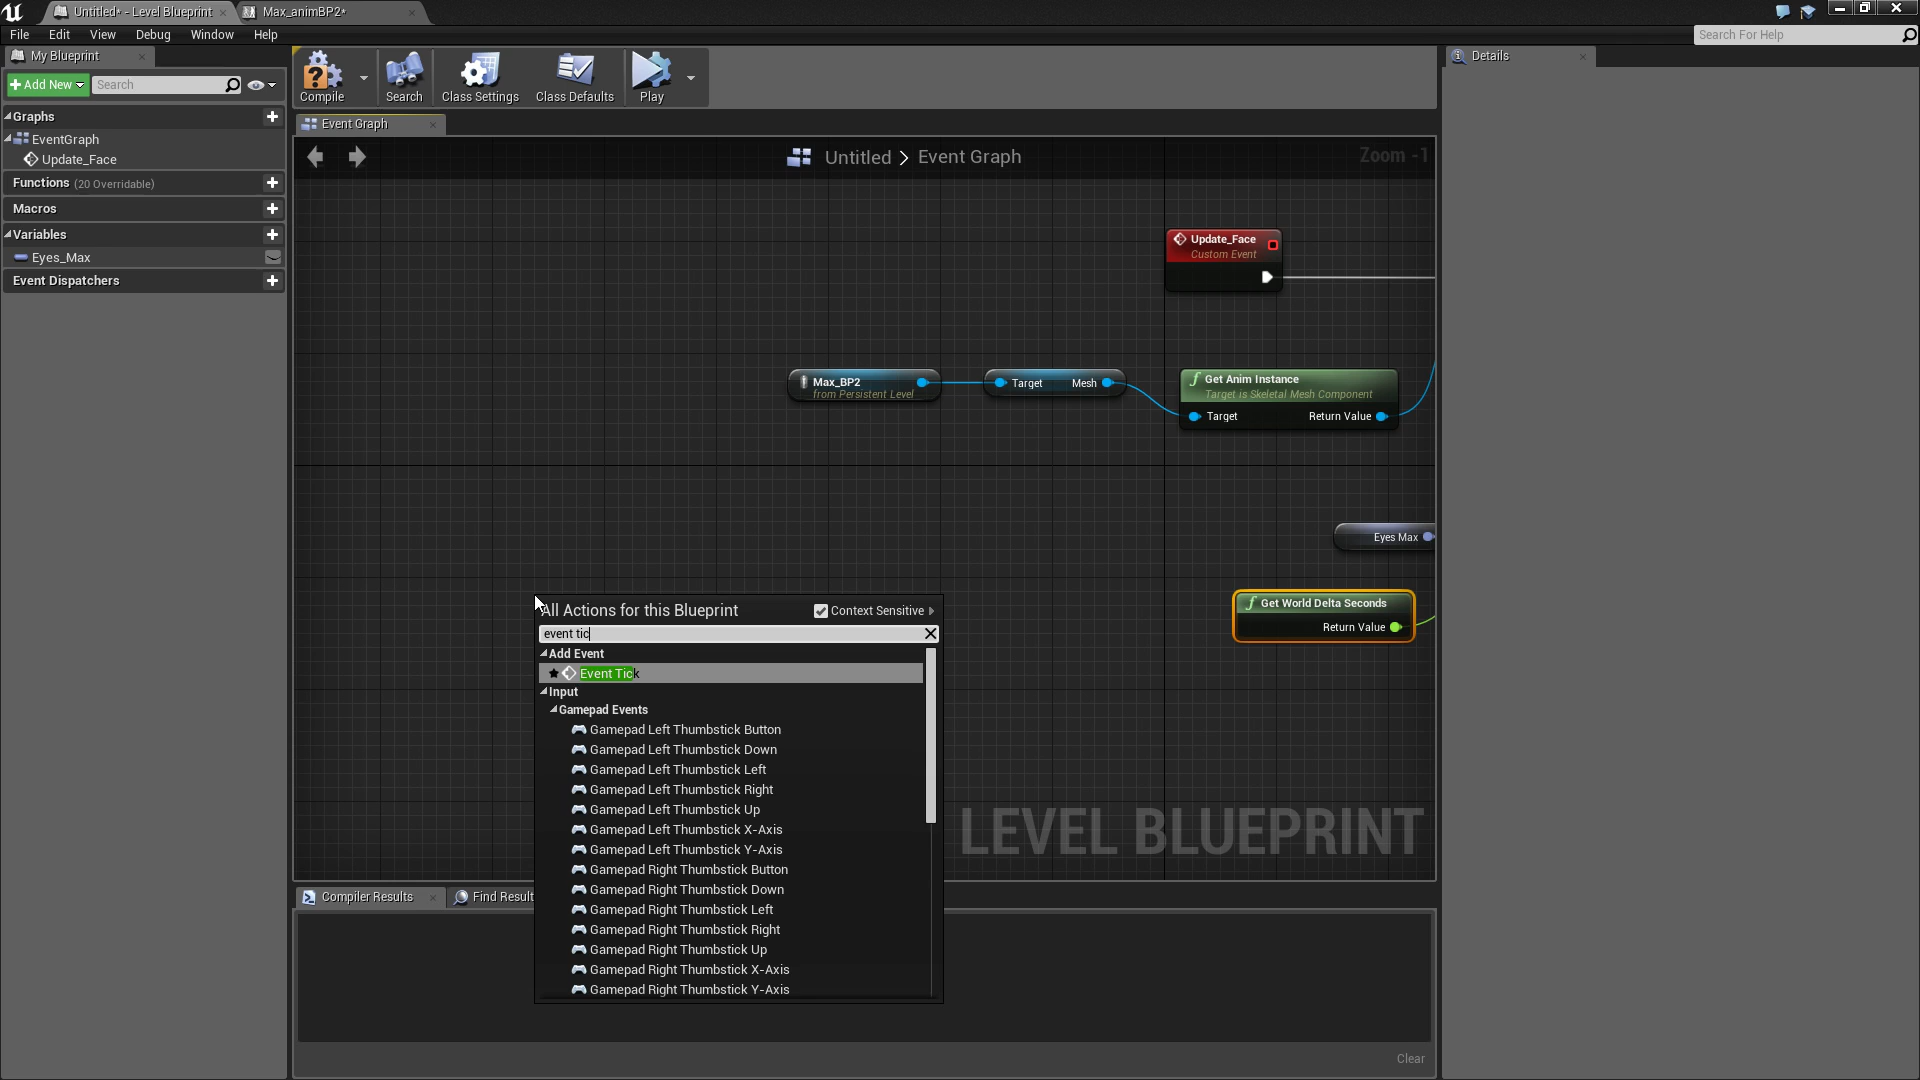 Untitled* - Level Blueprint
Max_animBP2*
File Edit View Debug Window Help
Search For Help
My Blueprint
Add New
Search
Graphs
EventGraph
Update_Face
Functions (20 Overridable)
Macros
Variables
Eyes_Max
Event Dispatchers
Compile
Search
Class Settings
Class Defaults
Play
Event Graph
Untitled > Event Graph
Zoom -1
Update_Face
Custom Event
Max_BP2
from Persistent Level
Target Mesh
Get Anim Instance
Target is Skeletal Mesh Component
Target Return Value
Eyes Max
Get World Delta Seconds
Return Value
All Actions for this Blueprint
Context Sensitive
event tic
Add Event
Event Tick
Input
Gamepad Events
Gamepad Left Thumbstick Button
Gamepad Left Thumbstick Down
Gamepad Left Thumbstick Left
Gamepad Left Thumbstick Right
Gamepad Left Thumbstick Up
Gamepad Left Thumbstick X-Axis
Gamepad Left Thumbstick Y-Axis
Gamepad Right Thumbstick Button
Gamepad Right Thumbstick Down
Gamepad Right Thumbstick Left
Gamepad Right Thumbstick Right
Gamepad Right Thumbstick Up
Gamepad Right Thumbstick X-Axis
Gamepad Right Thumbstick Y-Axis
LEVEL BLUEPRINT
Compiler Results
Find Result
Clear
Details